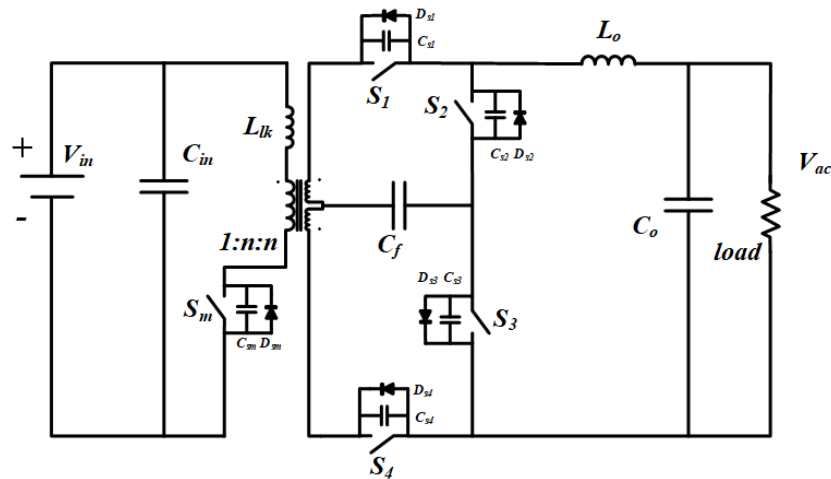 Ds1
Cs1
S1
Lo
+
Vin
-
Cin
Llk
S2
Cs2 Ds2
Vac
1:n:n
Cf
Co
load
Sm
Csm Dsm
Ds3 Cs3
S3
Ds4
Cs4
S4